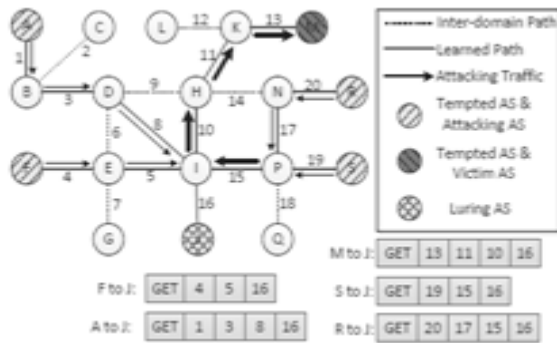 L
12
K
13
C
1
2
11
B
3
D
9
H
14
N
20
6
8
10
17
4
E
5
I
15
P
19
7
16
18
G
Q
Inter-domain Path
Learned Path
Attacking Traffic
Tempted AS &
Attacking AS
Tempted AS &
Victim AS
Luring AS
F to J: GET 4 5 16
A to J: GET 1 3 8 16
M to J: GET 13 11 10 16
S to J: GET 19 15 16
R to J: GET 20 17 15 16